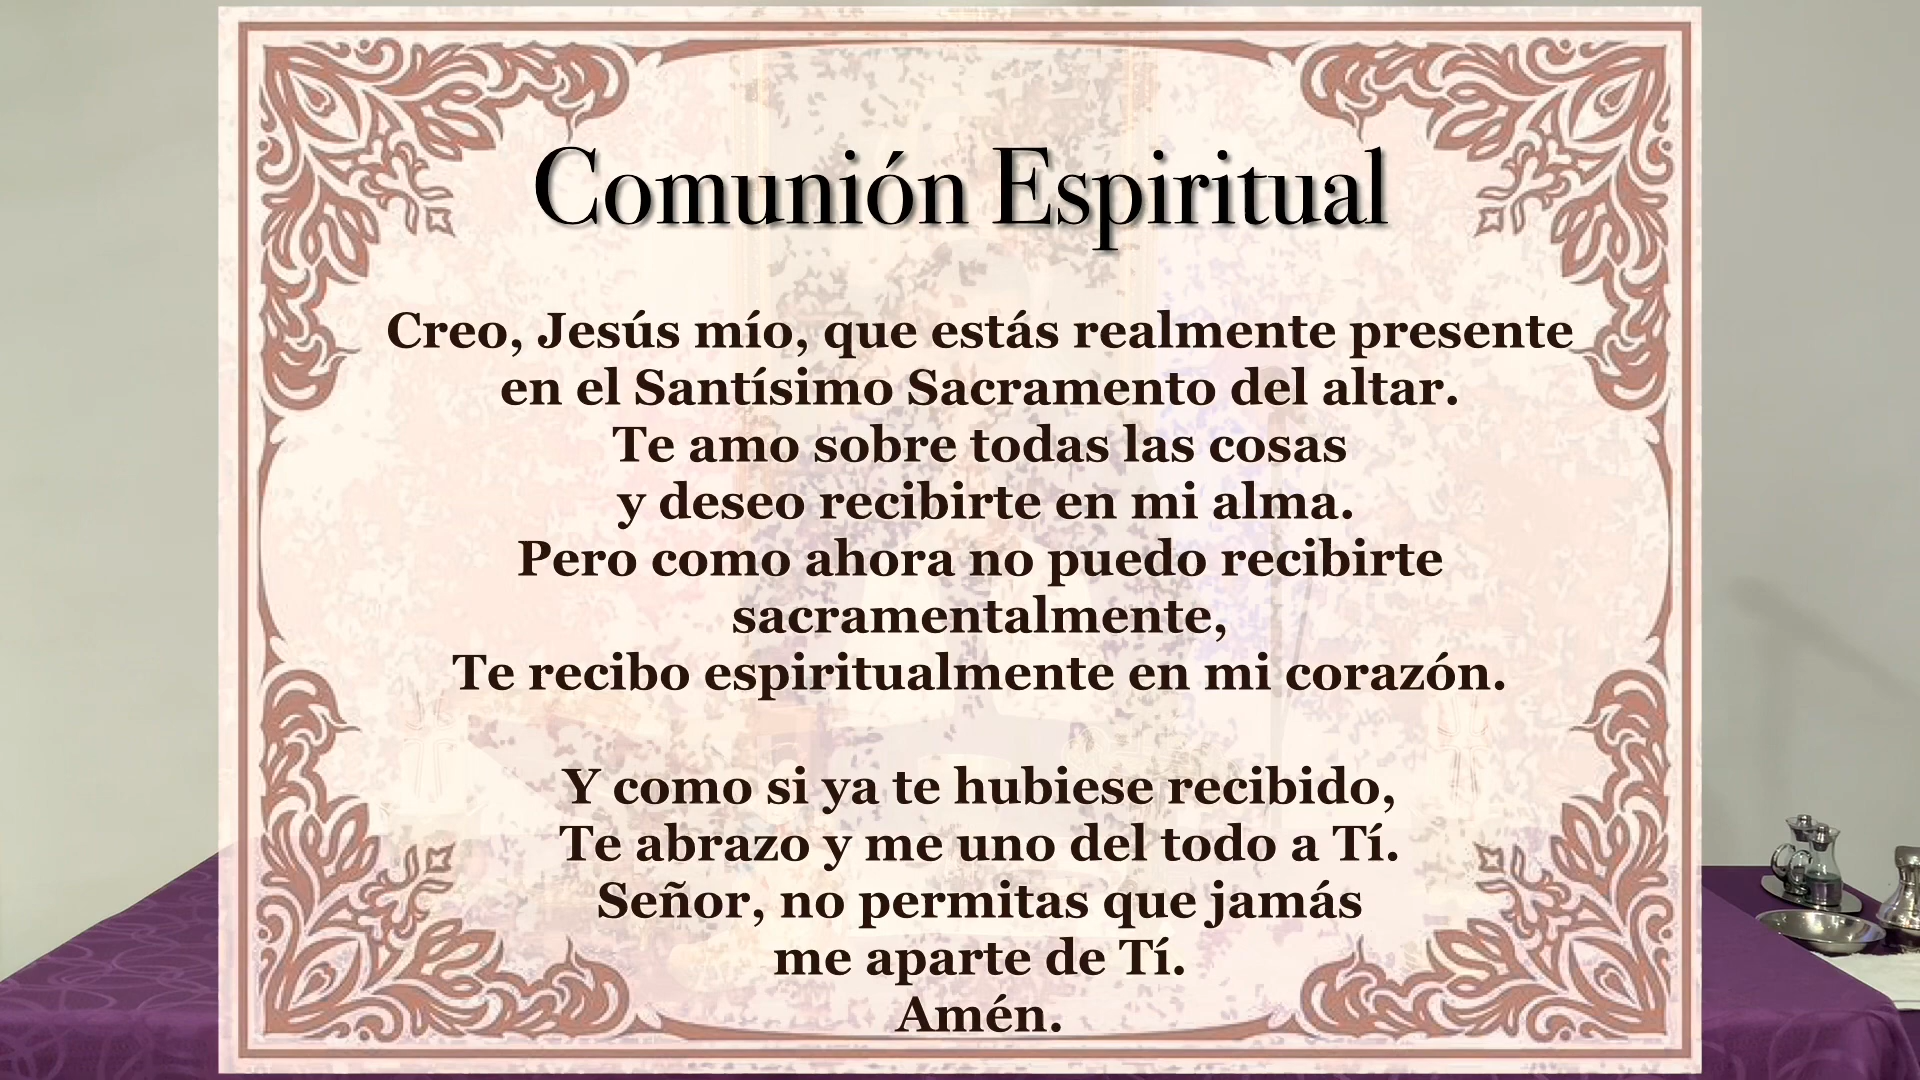 Comunión Espiritual
Creo, Jesús mío, que estás realmente presente
en el Santísimo Sacramento del altar.
Te amo sobre todas las cosas
y deseo recibirte en mi alma.
Pero como ahora no puedo recibirte
sacramentalmente,
Te recibo espiritualmente en mi corazón.
Y como si ya te hubiese recibido,
Te abrazo y me uno del todo a Tí.
Señor, no permitas que jamás
me aparte de Tí.
Amén.